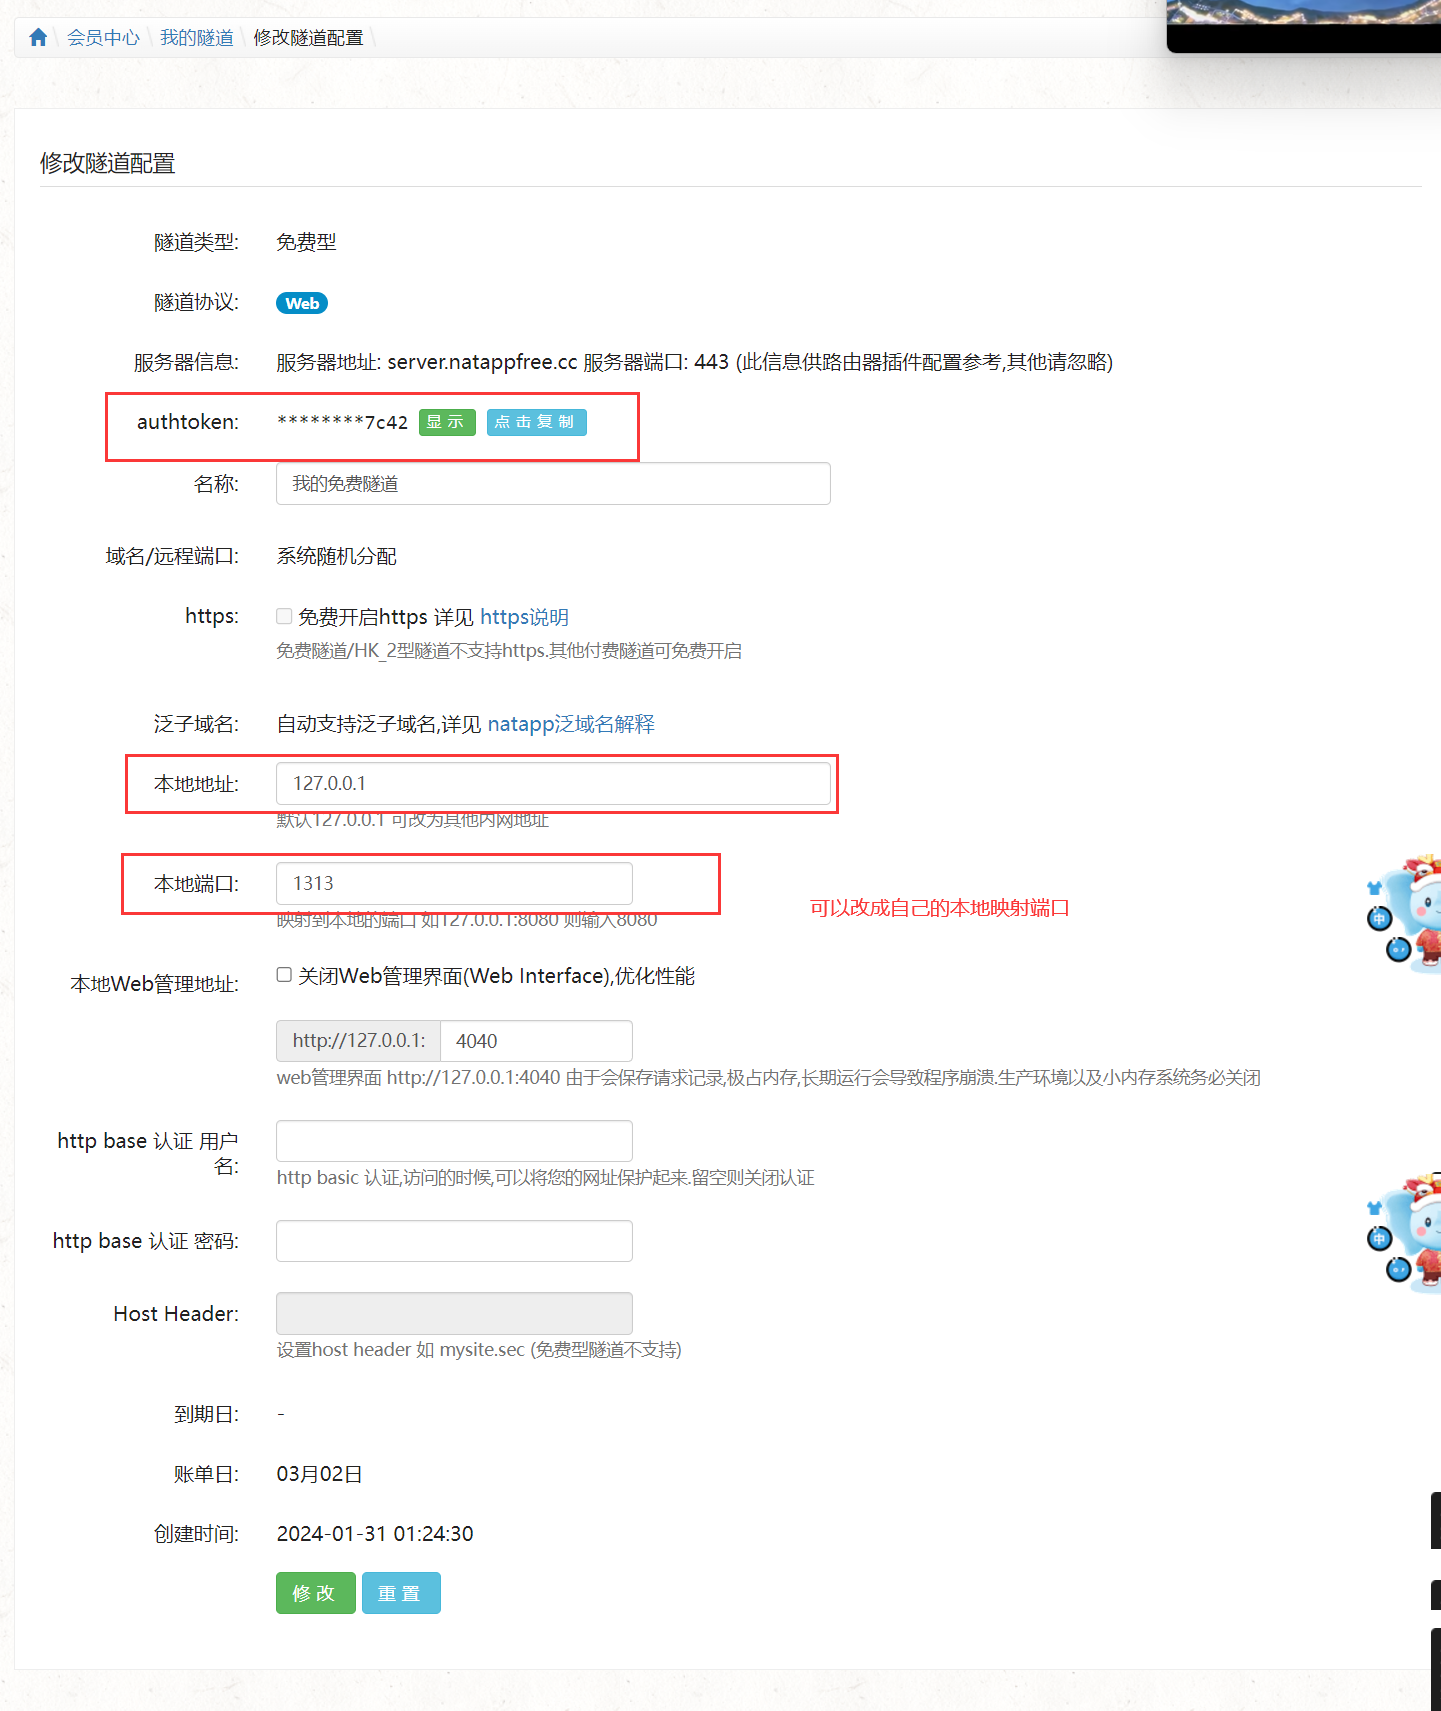 会员中心 \ 我的隧道 \ 修改隧道配置 \
修改隧道配置
隧道类型: 免费型
隧道协议: Web
服务器信息: 服务器地址: server.natappfree.cc 服务器端口: 443 (此信息供路由器插件配置参考,其他请忽略)
authtoken: ********7c42 显示 点击复制
名称: 我的免费隧道
域名/远程端口: 系统随机分配
https: 免费开启https 详见 https说明
免费隧道/HK_2型隧道不支持https.其他付费隧道可免费开启
泛子域名: 自动支持泛子域名,详见 natapp泛域名解释
本地地址: 127.0.0.1
默认127.0.0.1 可改为其他内网地址
本地端口: 1313
可以改成自己的本地映射端口
映射到本地的端口 如127.0.0.1:8080 则输入8080
本地Web管理地址: 关闭Web管理界面(Web Interface),优化性能
http://127.0.0.1: 4040
web管理界面 http://127.0.0.1:4040 由于会保存请求记录,极占内存,长期运行会导致程序崩溃.生产环境以及小内存系统务必关闭
http base 认证 用户
名:
http basic 认证,访问的时候,可以将您的网址保护起来.留空则关闭认证
http base 认证 密码:
Host Header:
设置host header 如 mysite.sec (免费型隧道不支持)
到期日: -
账单日: 03月02日
创建时间: 2024-01-31 01:24:30
修改 重置
中
中